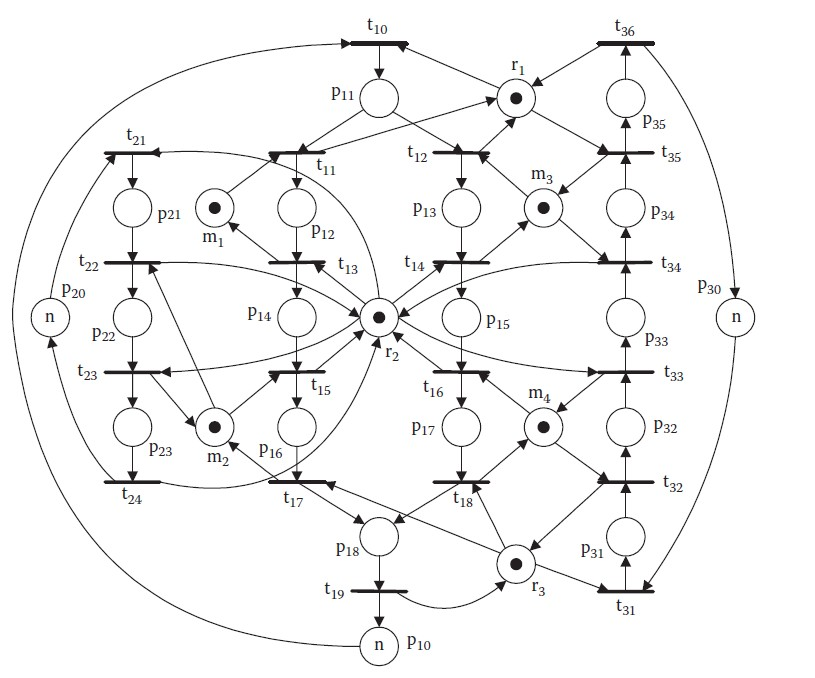 t10
t36
r1
p11
p35
t21
t11
t12
t35
m3
p21
m1
p12
p13
p34
t22
t13
t14
t34
p20
p30
n
p22
p14
r2
p15
p33
n
t23
t15
t16
t33
m4
p23
m2
p16
p17
p32
t24
t17
t18
t32
p18
p31
r3
t19
t31
n
p10